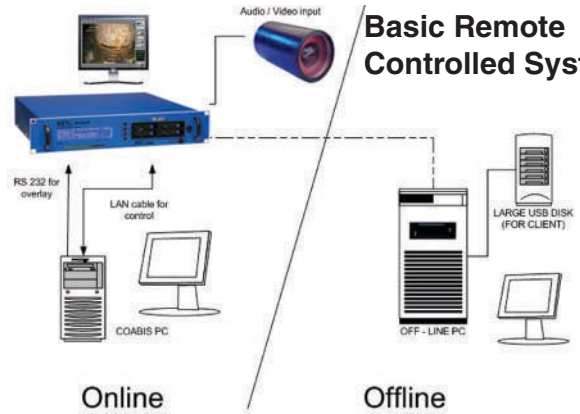 Audio / Video input
Basic Remote
Controlled Syst
RS 232 for
overlay
LAN cable for
control
LARGE USB DISK
(FOR CLIENT)
COABIS PC
OFF - LINE PC
Online
Offline